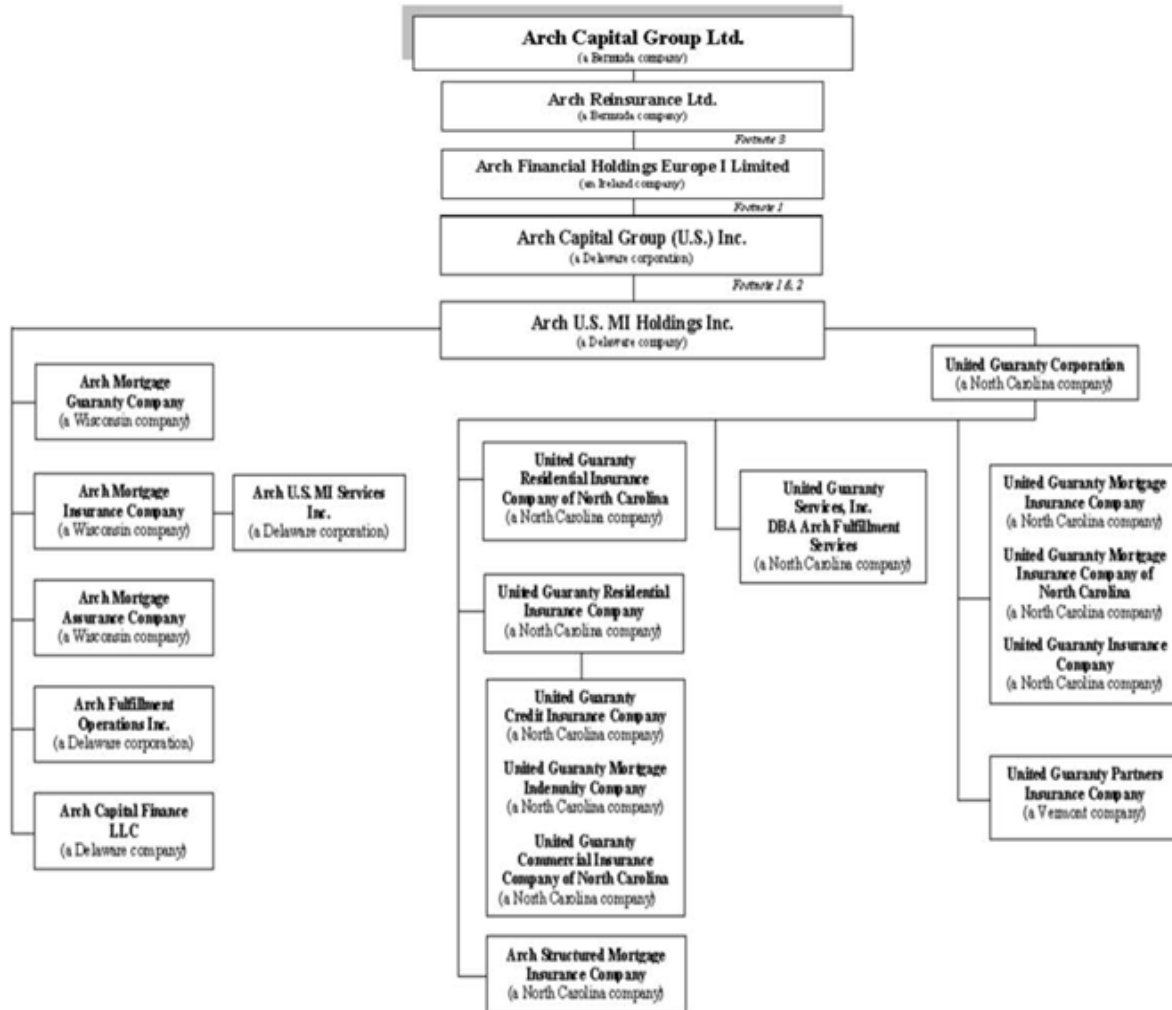 Arch Capital Group Ltd.
(a Bermuda company)
Arch Reinsurance Ltd.
(a Bermuda company)
Footnote 3
Arch Financial Holdings Europe I Limited
(an Ireland company)
Footnote 1
Arch Capital Group (U.S.) Inc.
(a Delaware corporation)
Footnote 1 & 2
Arch U.S. MI Holdings Inc.
(a Delaware company)
Arch Mortgage
Guaranty Company
(a Wisconsin company)
Arch Mortgage
Insurance Company
(a Wisconsin company)
Arch U.S. MI Services
Inc.
(a Delaware corporation)
Arch Mortgage
Assurance Company
(a Wisconsin company)
Arch Fulfillment
Operations Inc.
(a Delaware corporation)
Arch Capital Finance
LLC
(a Delaware company)
United Guaranty Corporation
(a North Carolina company)
United Guaranty
Residential Insurance
Company of North Carolina
(a North Carolina company)
United Guaranty Residential
Insurance Company
(a North Carolina company)
United Guaranty
Credit Insurance Company
(a North Carolina company)
United Guaranty Mortgage
Indemnity Company
(a North Carolina company)
United Guaranty
Commercial Insurance
Company of North Carolina
(a North Carolina company)
Arch Structured Mortgage
Insurance Company
(a North Carolina company)
United Guaranty
Services, Inc.
DBA Arch Fulfillment
Services
(a North Carolina company)
United Guaranty Mortgage
Insurance Company
(a North Carolina company)
United Guaranty Mortgage
Insurance Company of
North Carolina
(a North Carolina company)
United Guaranty Insurance
Company
(a North Carolina company)
United Guaranty Partners
Insurance Company
(a Vermont company)